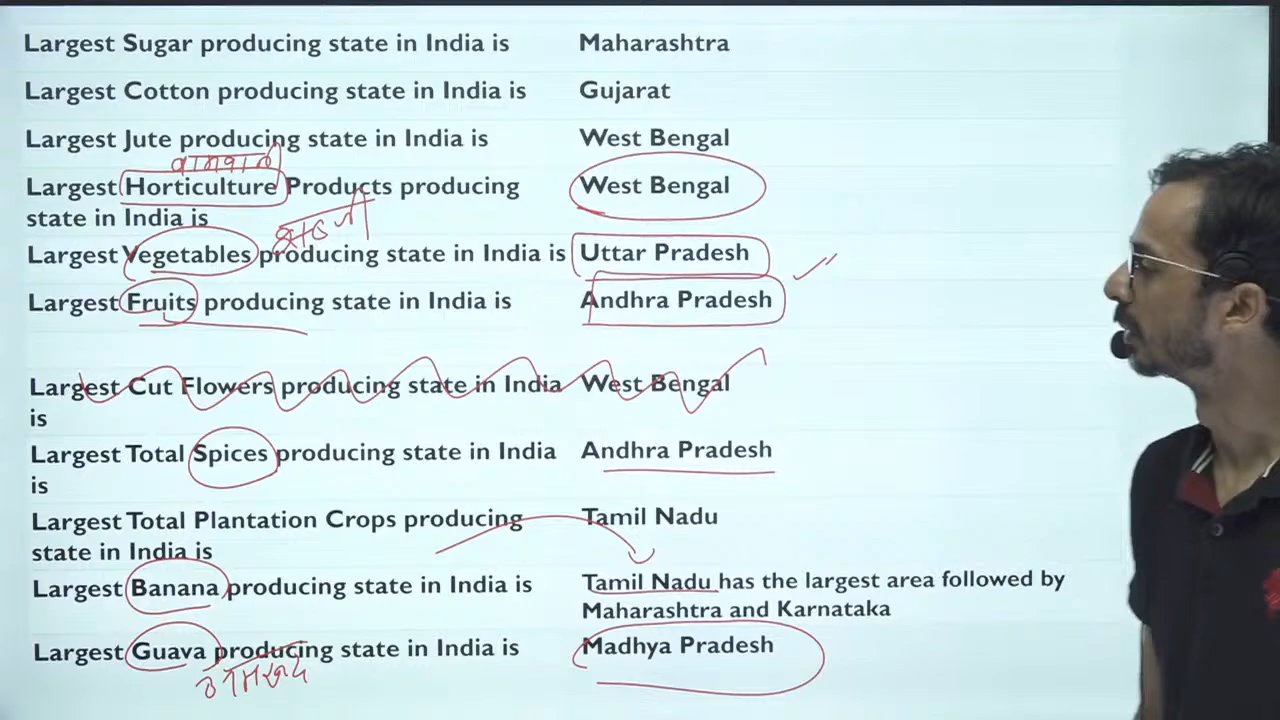 Largest Sugar producing state in India is Maharashtra
Largest Cotton producing state in India is Gujarat
Largest Jute producing state in India is West Bengal
बागवानी
Largest Horticulture Products producing West Bengal
state in India is
Largest Vegetables producing state in India is Uttar Pradesh
Largest Fruits producing state in India is Andhra Pradesh
Largest Cut Flowers producing state in India West Bengal
is
Largest Total Spices producing state in India Andhra Pradesh
is
Largest Total Plantation Crops producing Tamil Nadu
state in India is
Largest Banana producing state in India is Tamil Nadu has the largest area followed by
Maharashtra and Karnataka
Largest Guava producing state in India is Madhya Pradesh